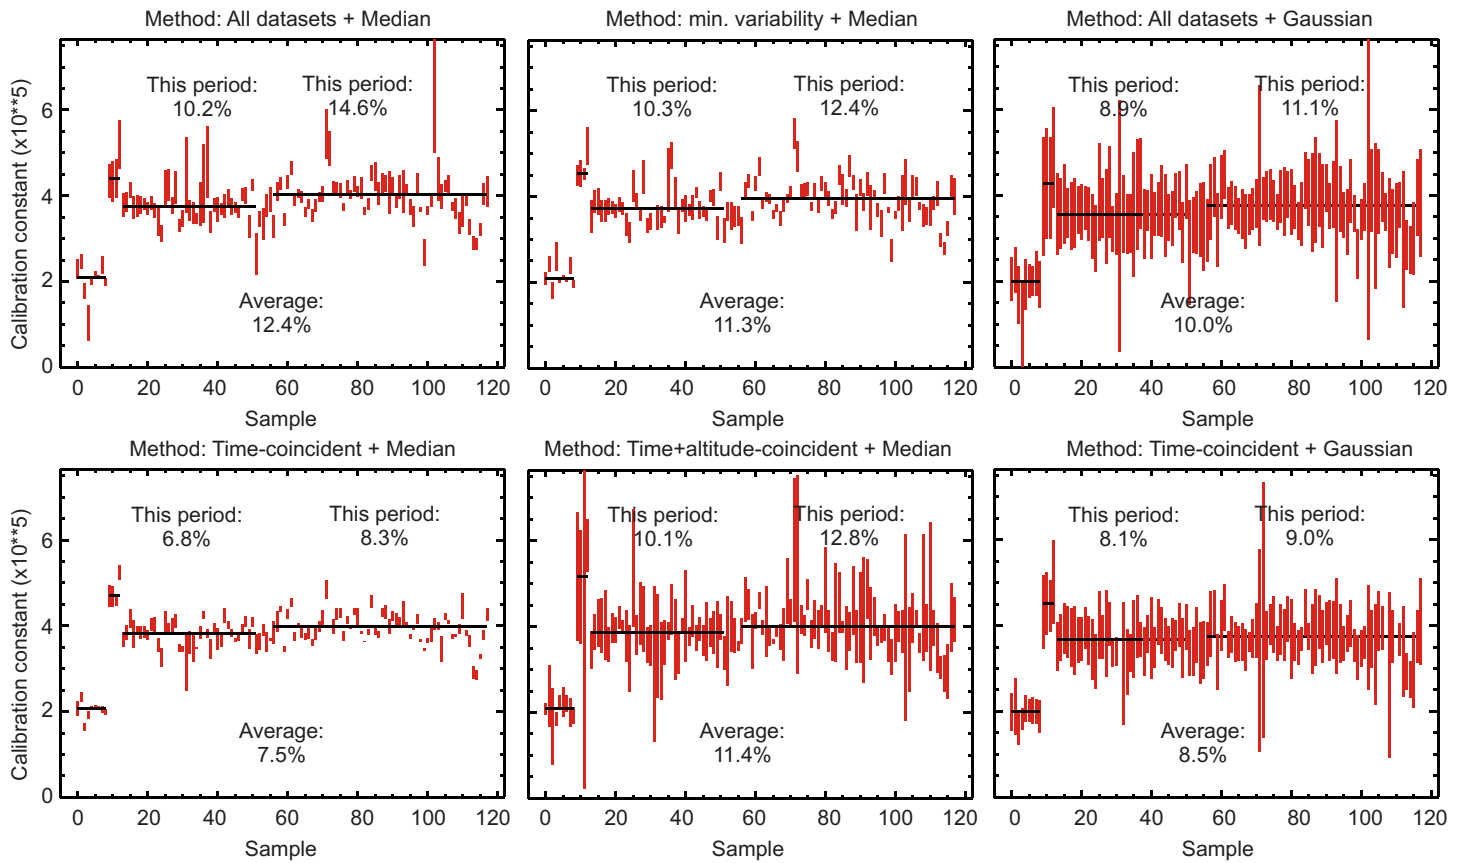 Method: All datasets + Median
Method: min. variability + Median
Method: All datasets + Gaussian
Calibration constant (x10**5)
6
4
2
0
This period:
10.2%
This period:
14.6%
Average:
12.4%
This period:
10.3%
This period:
12.4%
Average:
11.3%
This period:
8.9%
This period:
11.1%
Average:
10.0%
0 20 40 60 80 100 120
0 20 40 60 80 100 120
0 20 40 60 80 100 120
Sample
Sample
Sample
Method: Time-coincident + Median
Method: Time+altitude-coincident + Median
Method: Time-coincident + Gaussian
Calibration constant (x10**5)
6
4
2
0
This period:
6.8%
This period:
8.3%
Average:
7.5%
This period:
10.1%
This period:
12.8%
Average:
11.4%
This period:
8.1%
This period:
9.0%
Average:
8.5%
0 20 40 60 80 100 120
0 20 40 60 80 100 120
0 20 40 60 80 100 120
Sample
Sample
Sample